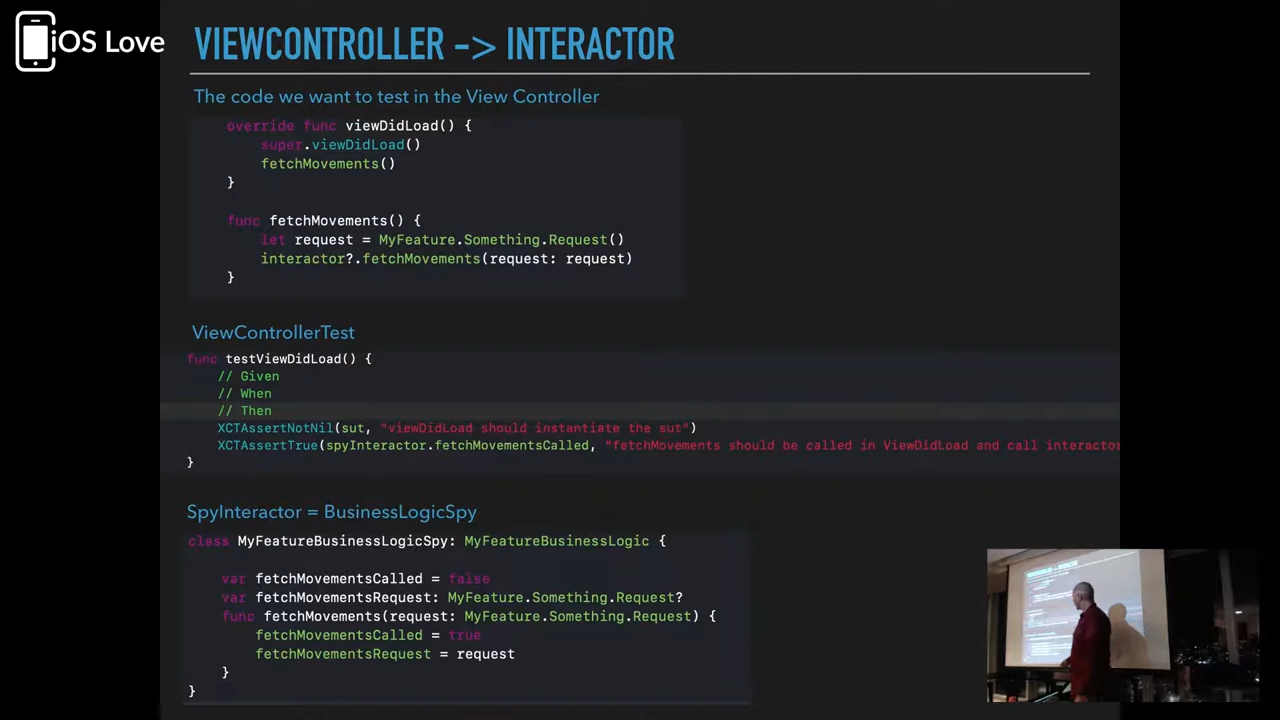 iOS Love
VIEWCONTROLLER -> INTERACTOR
The code we want to test in the View Controller
override func viewDidLoad() {
super.viewDidLoad()
fetchMovements()
}
func fetchMovements() {
let request = MyFeature.Something.Request()
interactor?.fetchMovements(request: request)
}
ViewControllerTest
func testViewDidLoad() {
// Given
// When
// Then
XCTAssertNotNil(sut, "viewDidLoad should instantiate the sut")
XCTAssertTrue(spyInteractor.fetchMovementsCalled, "fetchMovements should be called in ViewDidLoad and call interactor
}
SpyInteractor = BusinessLogicSpy
class MyFeatureBusinessLogicSpy: MyFeatureBusinessLogic {
var fetchMovementsCalled = false
var fetchMovementsRequest: MyFeature.Something.Request?
func fetchMovements(request: MyFeature.Something.Request) {
fetchMovementsCalled = true
fetchMovementsRequest = request
}
}